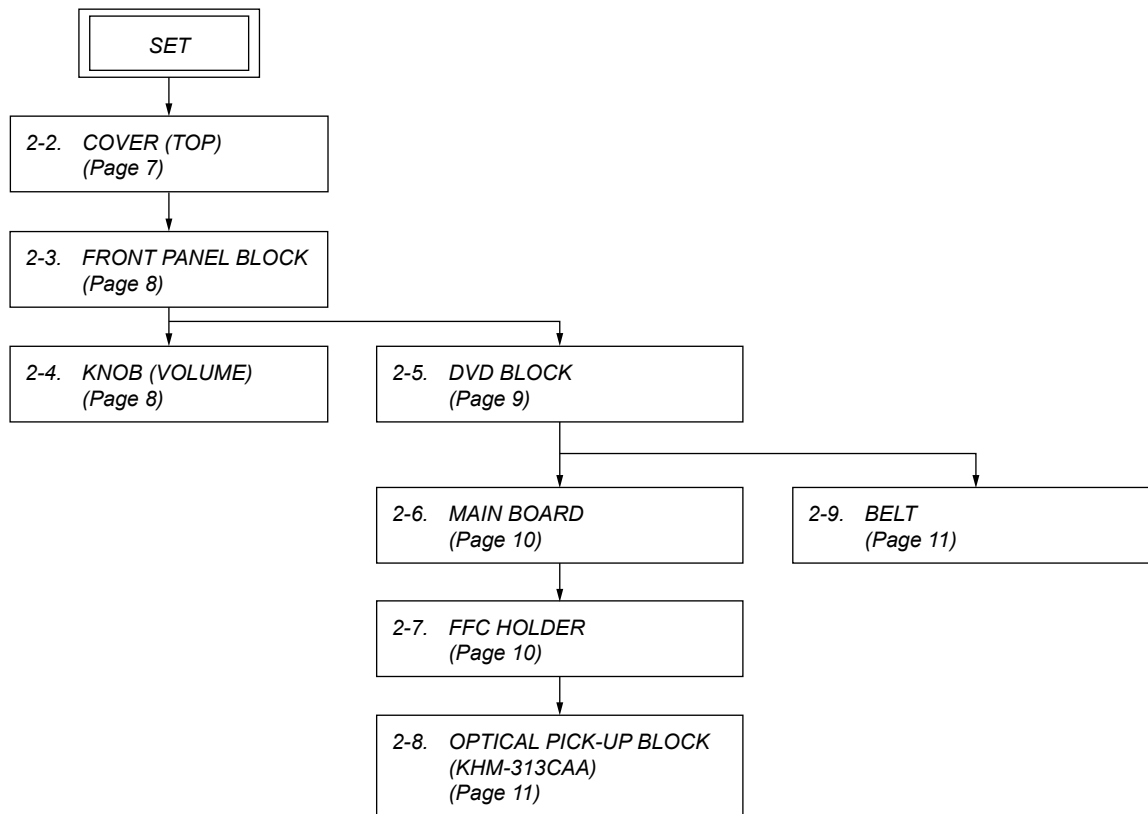 SET
2-2. COVER (TOP)
(Page 7)
2-3. FRONT PANEL BLOCK
(Page 8)
2-4. KNOB (VOLUME)
(Page 8)
2-5. DVD BLOCK
(Page 9)
2-6. MAIN BOARD
(Page 10)
2-9. BELT
(Page 11)
2-7. FFC HOLDER
(Page 10)
2-8. OPTICAL PICK-UP BLOCK
(KHM-313CAA)
(Page 11)